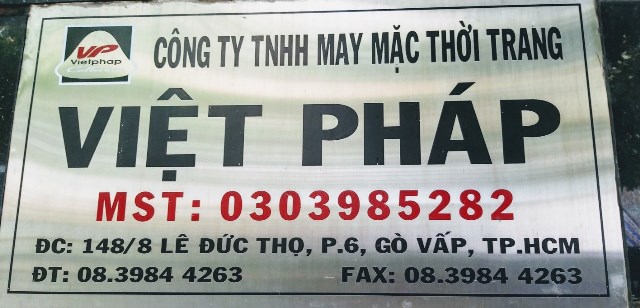 VP
Vietphap
CÔNG TY TNHH MAY MẶC THỜI TRANG
VIỆT PHÁP
MST: 0303985282
ĐC: 148/8 LÊ ĐỨC THỌ, P.6, GÒ VẤP, TP.HCM
ĐT: 08.3984 4263 FAX: 08.3984 4263